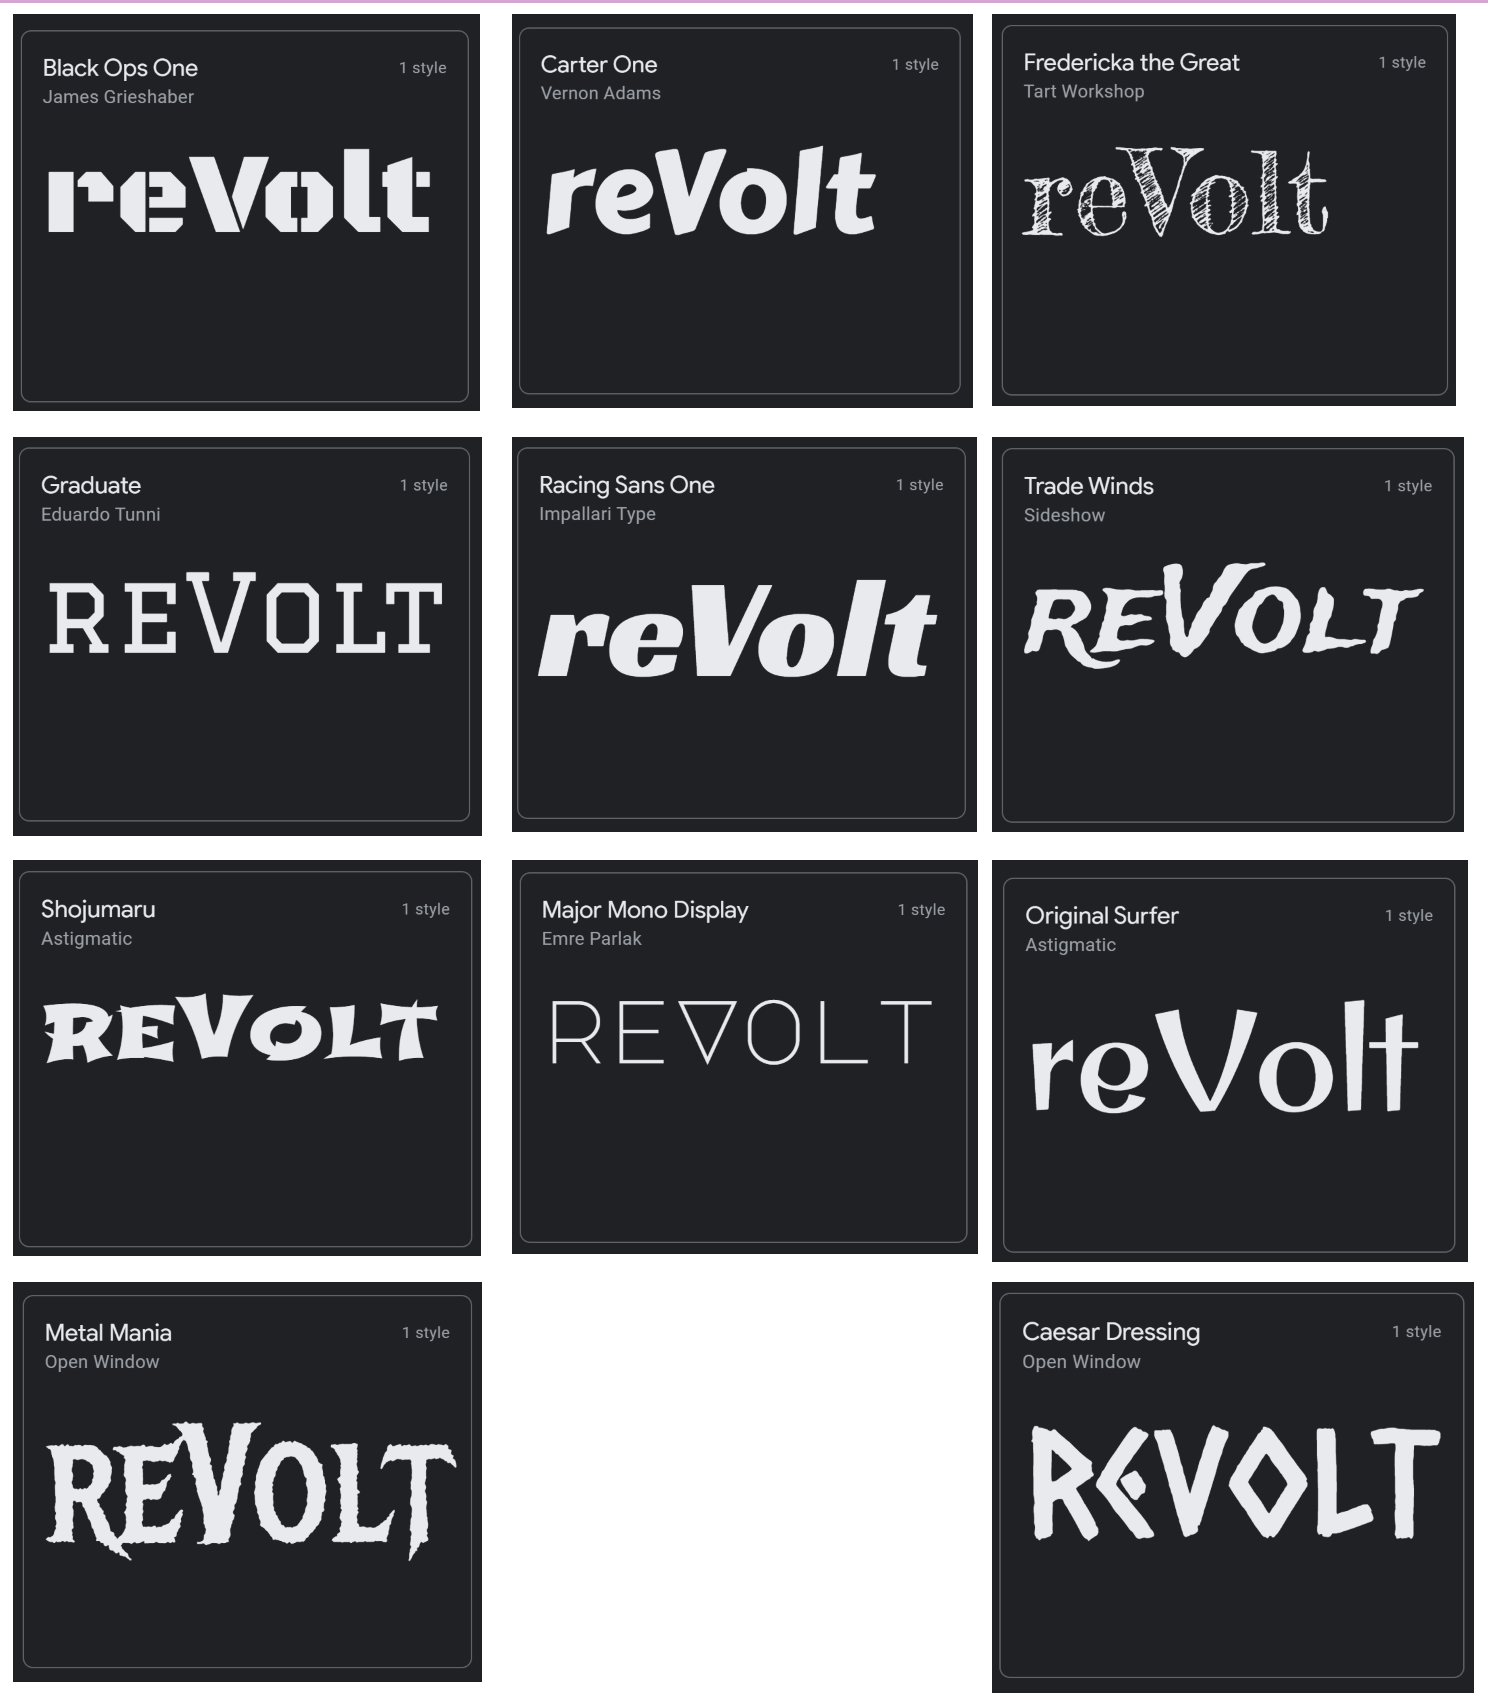 Black Ops One
1 style
James Grieshaber
reVolt
Carter One
1 style
Vernon Adams
reVolt
Fredericka the Great
1 style
Tart Workshop
reVolt
Graduate
1 style
Eduardo Tunni
REVOLT
Racing Sans One
1 style
Impallari Type
reVolt
Trade Winds
1 style
Sideshow
REVOLT
Shojumaru
1 style
Astigmatic
REVOLT
Major Mono Display
1 style
Emre Parlak
REVOLT
Original Surfer
1 style
Astigmatic
reVolt
Metal Mania
1 style
Open Window
REVOLT
Caesar Dressing
1 style
Open Window
REVOLT